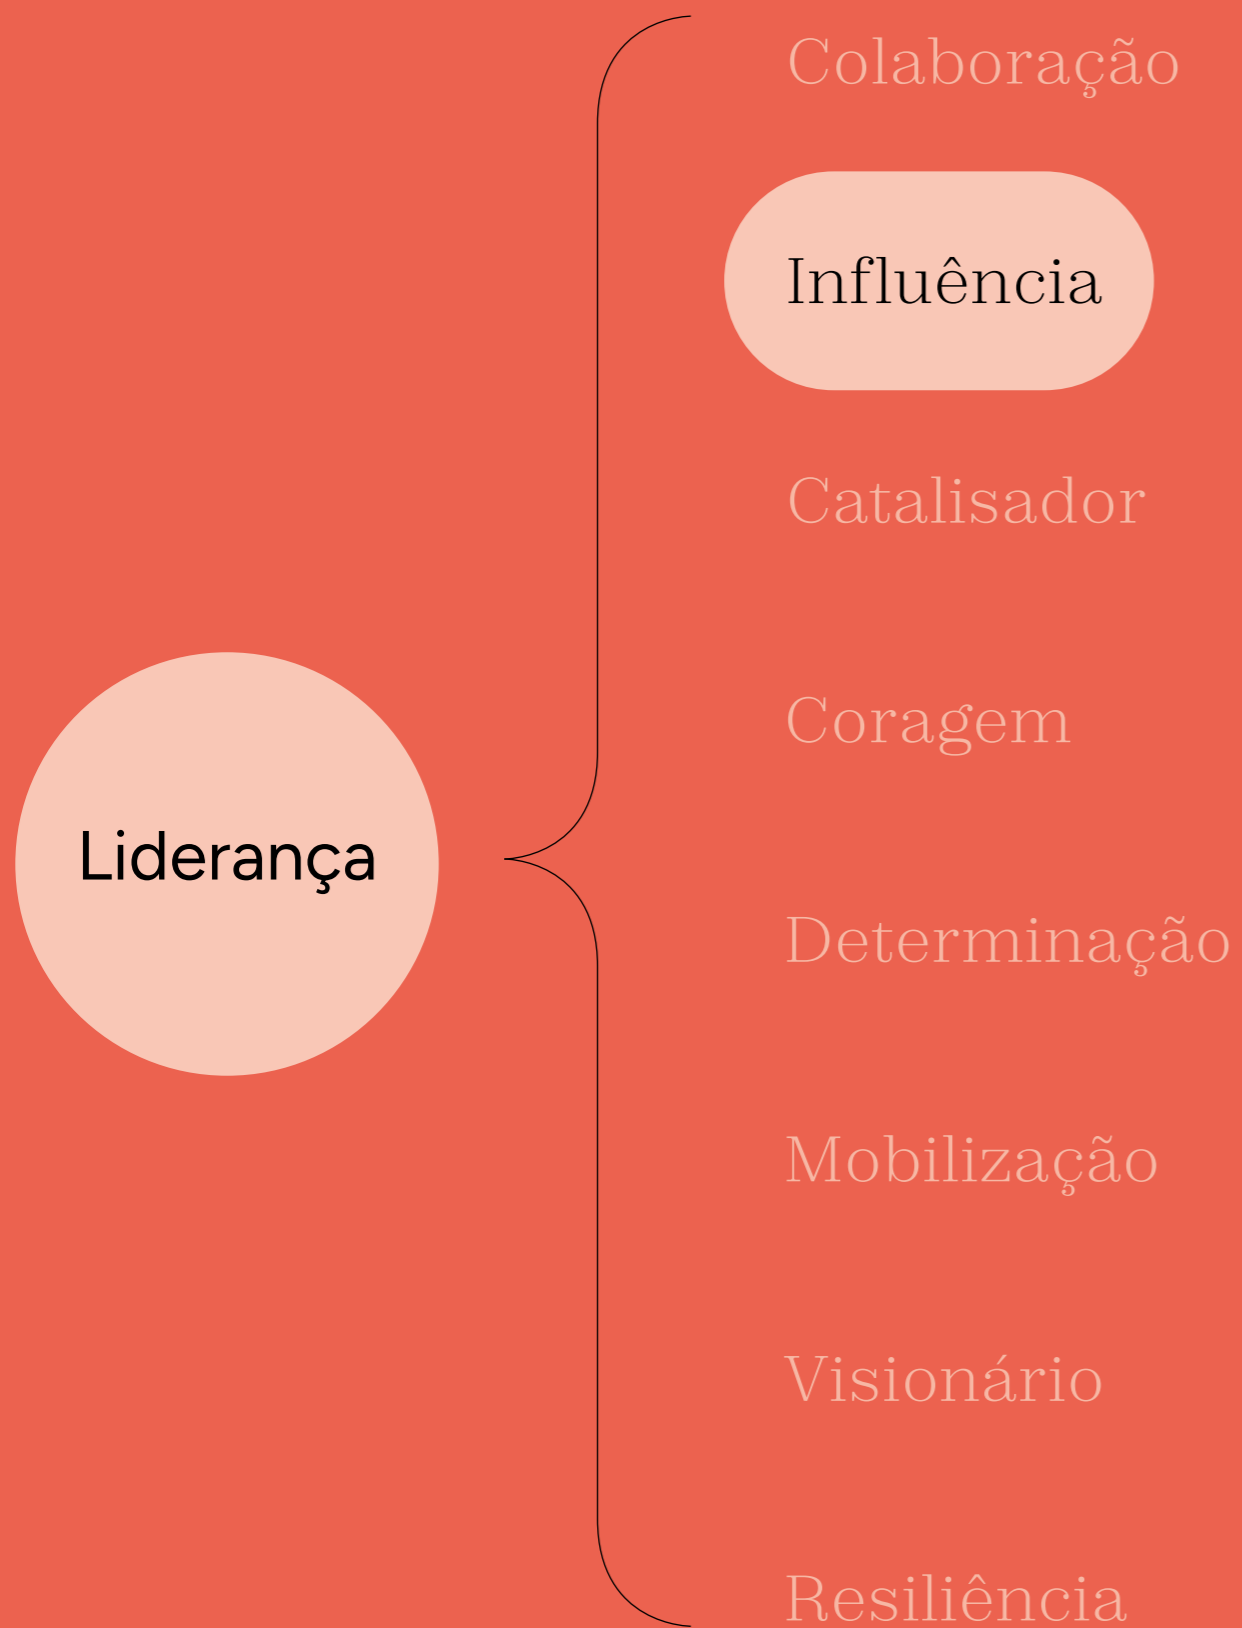 Liderança
Colaboração
Influência
Catalisador
Coragem
Determinação
Mobilização
Visionário
Resiliência